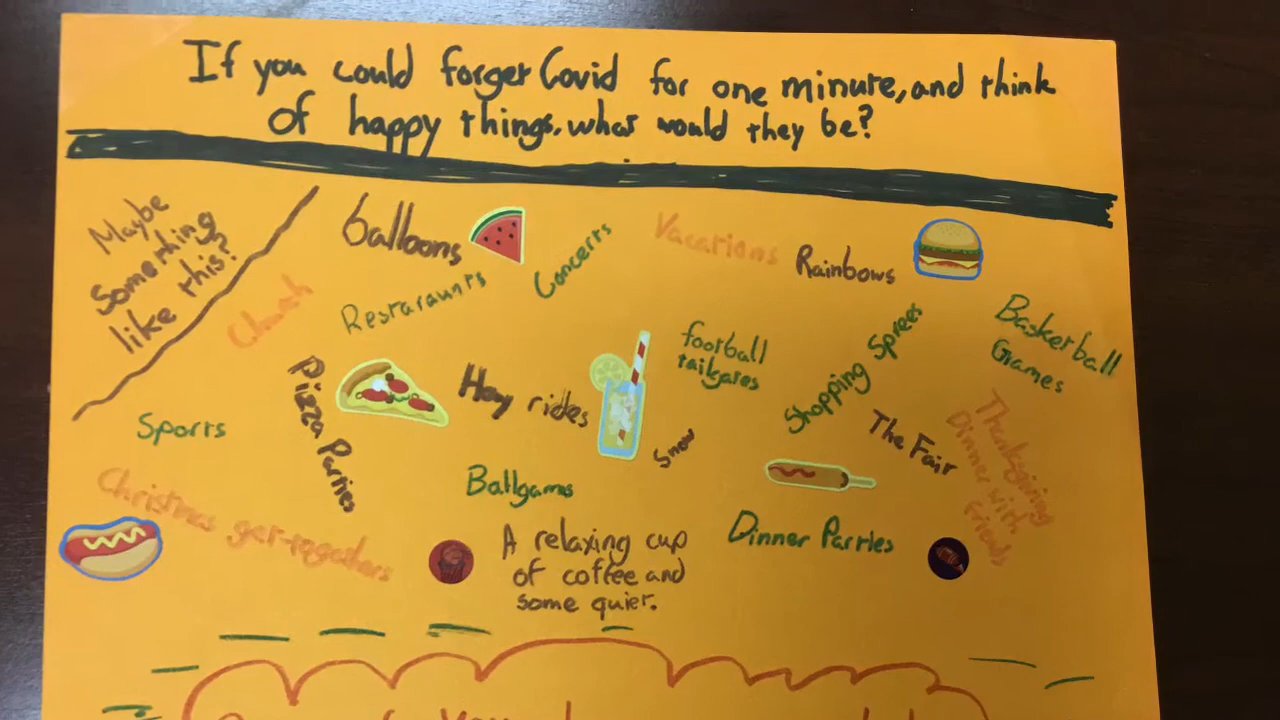 If you could forget Covid for one minute, and think
of happy things, what would they be?
Maybe
something
like this?
balloons
Concerts
Vacations
Rainbows
Church
Restaraunts
football
tailgates
Shopping Sprees
Basketball
Games
Pizza Parties
Hay rides
Snow
The Fair
Thanksgiving
Dinner with
friends
Sports
Ballgames
Christmas get-togethers
A relaxing cup
of coffee and
some quiet.
Dinner Parties